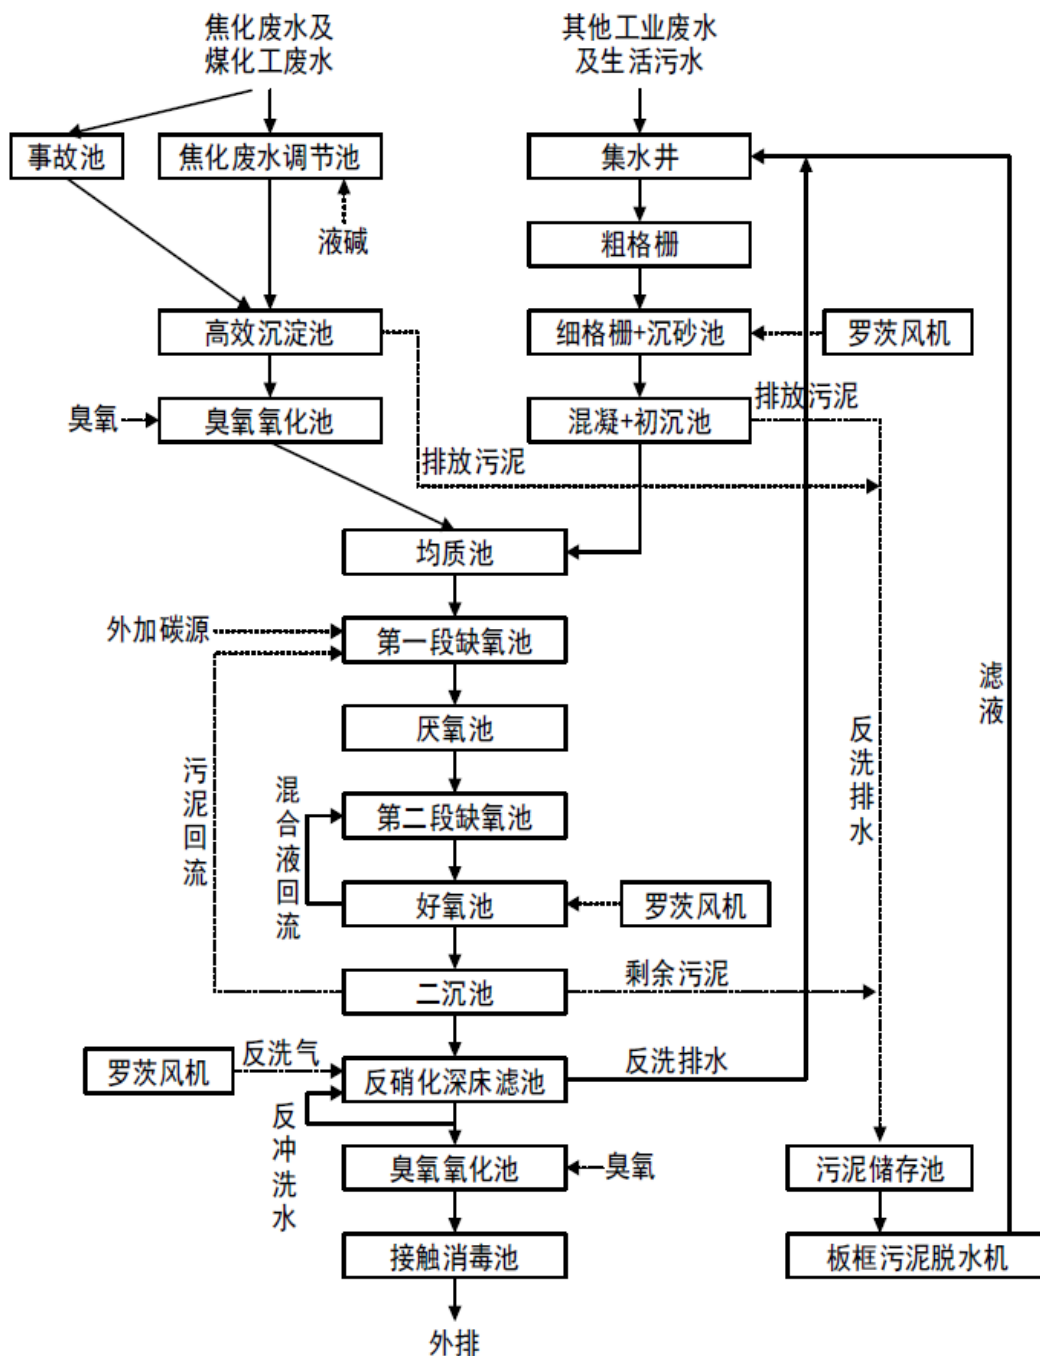 焦化废水及
煤化工废水
其他工业废水
及生活污水
事故池
焦化废水调节池
集水井
液碱
粗格栅
高效沉淀池
细格栅+沉砂池
罗茨风机
臭氧
臭氧氧化池
混凝+初沉池
排放污泥
排放污泥
均质池
外加碳源
第一段缺氧池
滤液
厌氧池
反洗排水
污泥回流
混合液回流
第二段缺氧池
好氧池
罗茨风机
二沉池
剩余污泥
罗茨风机
反洗气
反硝化深床滤池
反洗排水
反冲洗水
臭氧氧化池
臭氧
污泥储存池
接触消毒池
板框污泥脱水机
外排